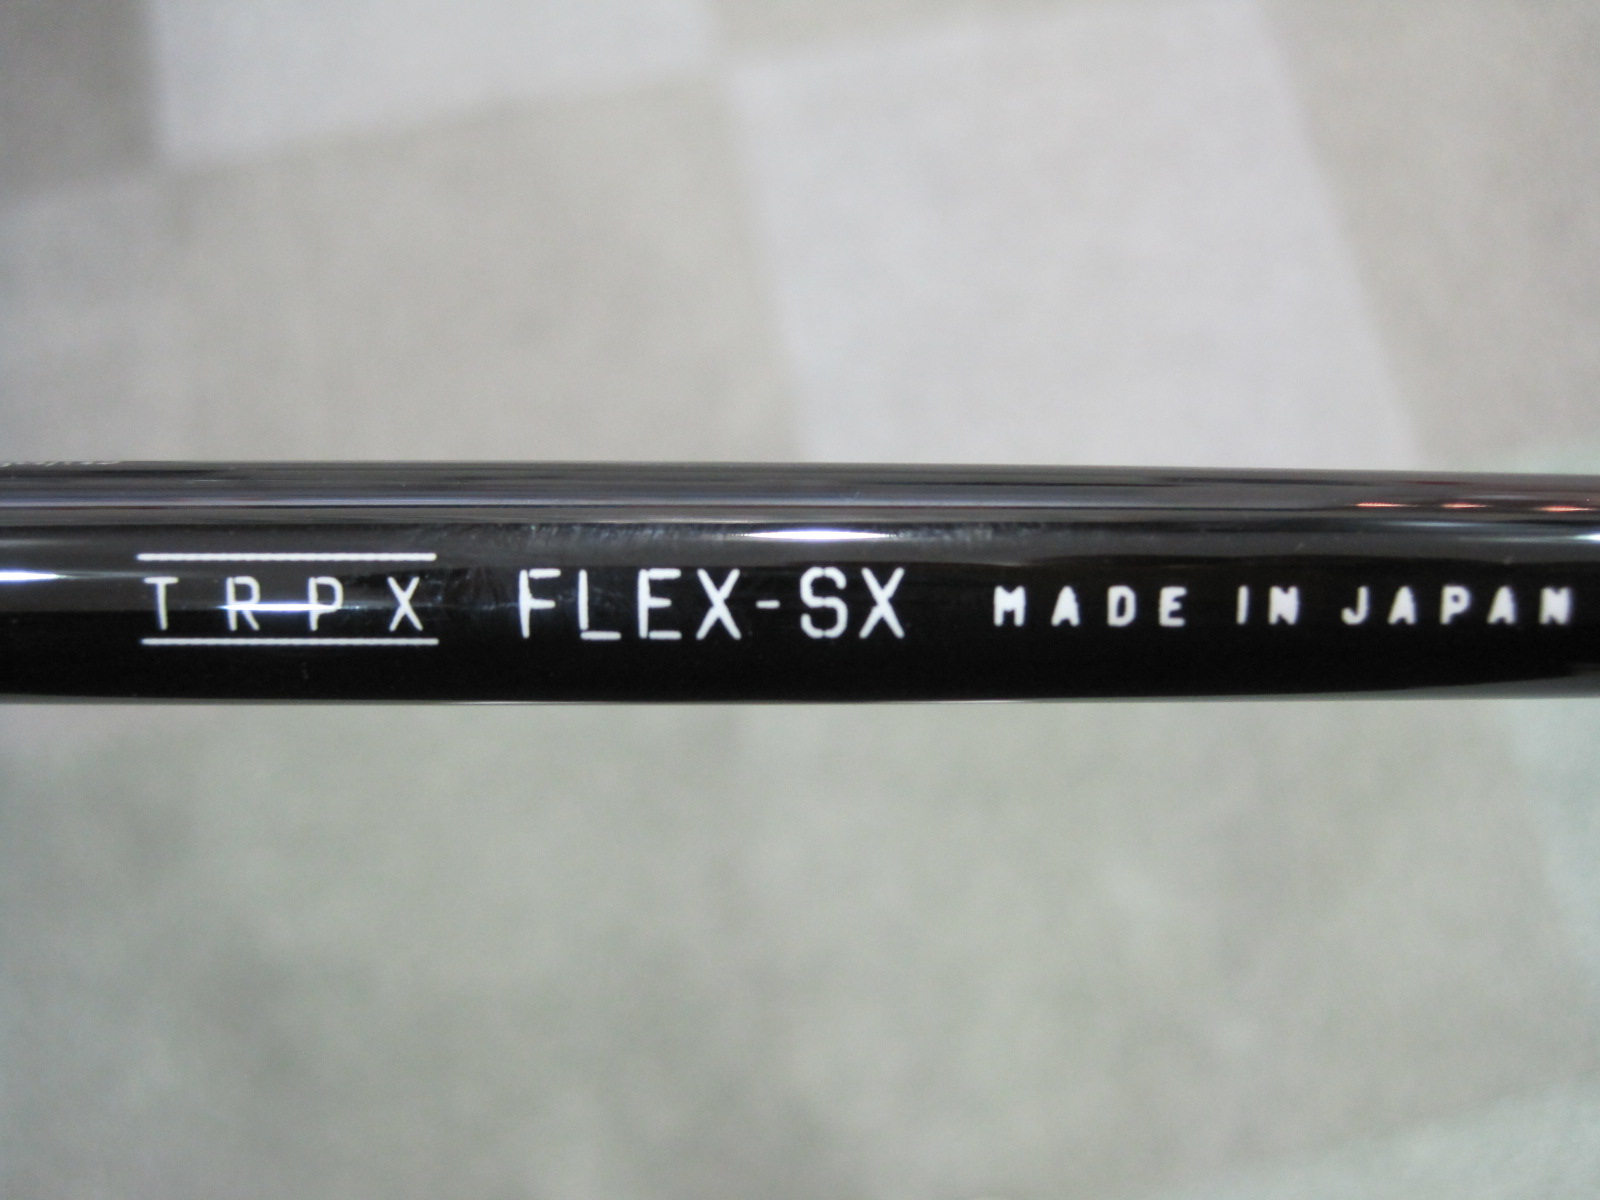 TRPX FLEX-SX MADE IN JAPAN